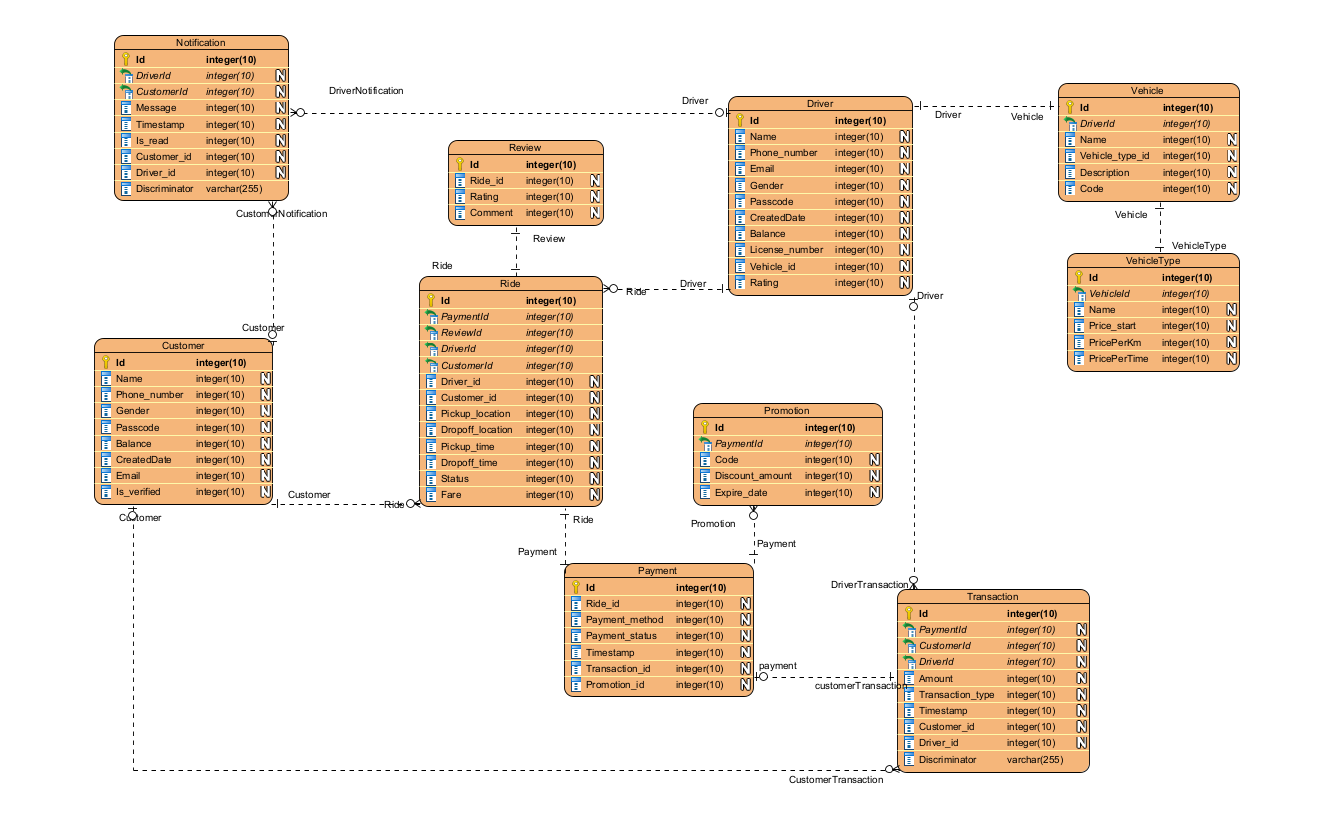 Notification
Id integer(10)
DriverId integer(10) N
CustomerId integer(10) N
Message integer(10) N
Timestamp integer(10) N
Is_read integer(10) N
Customer_id integer(10) N
Driver_id integer(10) N
Discriminator varchar(255)
DriverNotification
Driver
CustomerNotification
Customer
Review
Id integer(10)
Ride_id integer(10) N
Rating integer(10) N
Comment integer(10) N
Review
Ride
Driver
Id integer(10)
Name integer(10) N
Phone_number integer(10) N
Email integer(10) N
Gender integer(10) N
Passcode integer(10) N
CreatedDate integer(10) N
Balance integer(10) N
License_number integer(10) N
Vehicle_id integer(10) N
Rating integer(10) N
Driver
Vehicle
Vehicle
Id integer(10)
DriverId integer(10)
Name integer(10) N
Vehicle_type_id integer(10) N
Description integer(10) N
Code integer(10) N
Vehicle
VehicleType
VehicleType
Id integer(10)
VehicleId integer(10)
Name integer(10) N
Price_start integer(10) N
PricePerKm integer(10) N
PricePerTime integer(10) N
Ride
Id integer(10)
PaymentId integer(10)
ReviewId integer(10)
DriverId integer(10)
CustomerId integer(10)
Driver_id integer(10) N
Customer_id integer(10) N
Pickup_location integer(10) N
Dropoff_location integer(10) N
Pickup_time integer(10) N
Dropoff_time integer(10) N
Status integer(10) N
Fare integer(10) N
Ride
Driver
Driver
Customer
Id integer(10)
Name integer(10) N
Phone_number integer(10) N
Gender integer(10) N
Passcode integer(10) N
Balance integer(10) N
CreatedDate integer(10) N
Email integer(10) N
Is_verified integer(10) N
Customer
Ride
Customer
Promotion
Id integer(10)
PaymentId integer(10)
Code integer(10) N
Discount_amount integer(10) N
Expire_date integer(10) N
Promotion
Payment
Ride
Payment
Payment
Id integer(10)
Ride_id integer(10) N
Payment_method integer(10) N
Payment_status integer(10) N
Timestamp integer(10) N
Transaction_id integer(10) N
Promotion_id integer(10) N
payment
customerTransaction
DriverTransaction
Transaction
Id integer(10)
PaymentId integer(10) N
CustomerId integer(10) N
DriverId integer(10) N
Amount integer(10) N
Transaction_type integer(10) N
Timestamp integer(10) N
Customer_id integer(10) N
Driver_id integer(10) N
Discriminator varchar(255)
CustomerTransaction